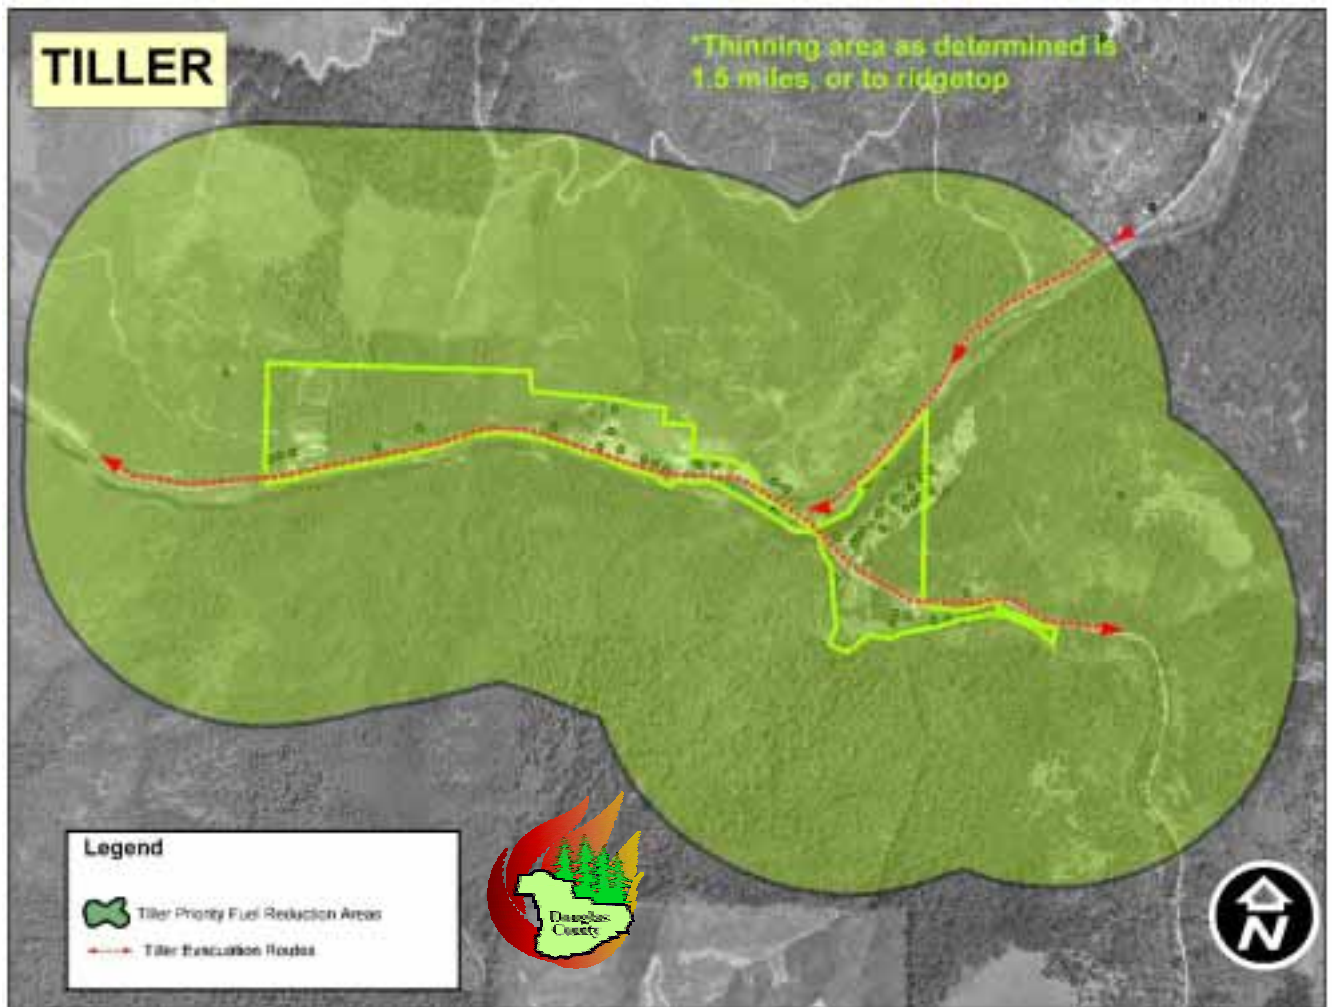 TILLER
*Thinning area as determined is
1.5 miles, or to ridgetop
Legend
Tiller Priority Fuel Reduction Areas
Tiller Evacuation Routes
Douglas
County
N